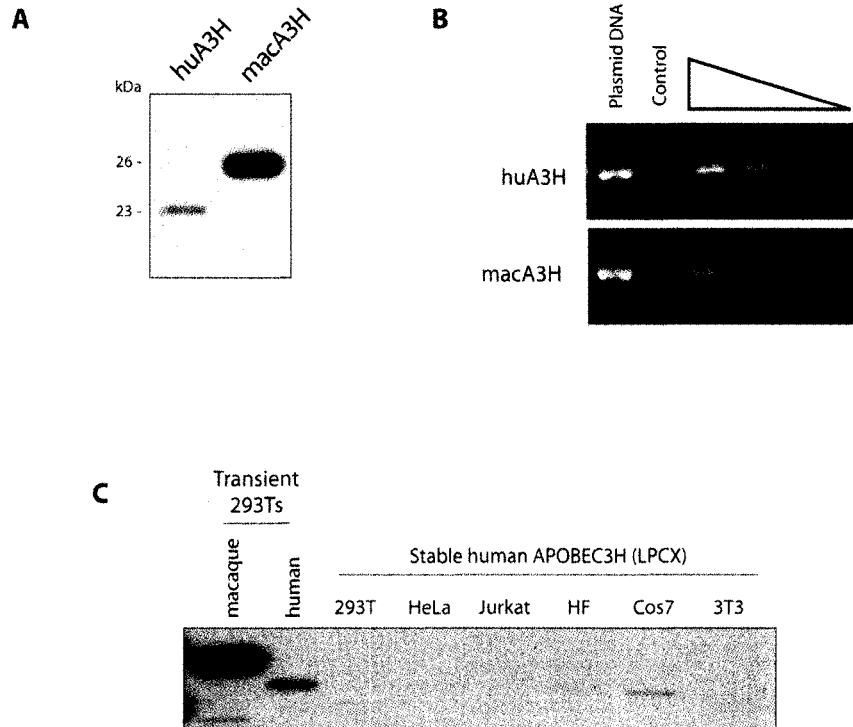 A
huA3H
macA3H
kDa
26 -
23 -
B
Plasmid DNA
Control
huA3H
macA3H
C
Transient
293Ts
macaque
human
Stable human APOBEC3H (LPCX)
293T HeLa Jurkat HF Cos7 3T3